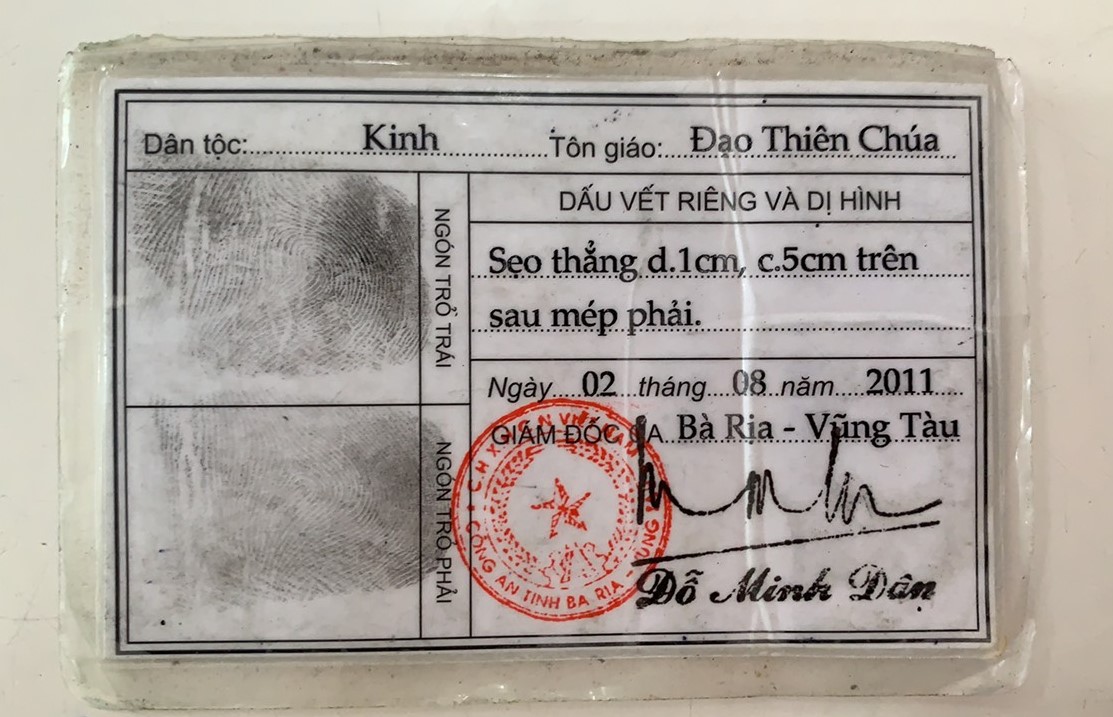 Dân tộc: Kinh Tôn giáo: Đạo Thiên Chúa
NGÓN TRỎ TRÁI
DẤU VẾT RIÊNG VÀ DỊ HÌNH
Sẹo thẳng d.1cm, c.5cm trên
sau mép phải.
Ngày 02 tháng 08 năm 2011
GIÁM ĐỐC CA Bà Rịa - Vũng Tàu
NGÓN TRỎ PHẢI
C.H.X.H.C.N VIỆT NAM
CÔNG AN TỈNH BÀ RỊA - VŨNG
Đỗ Minh Dân